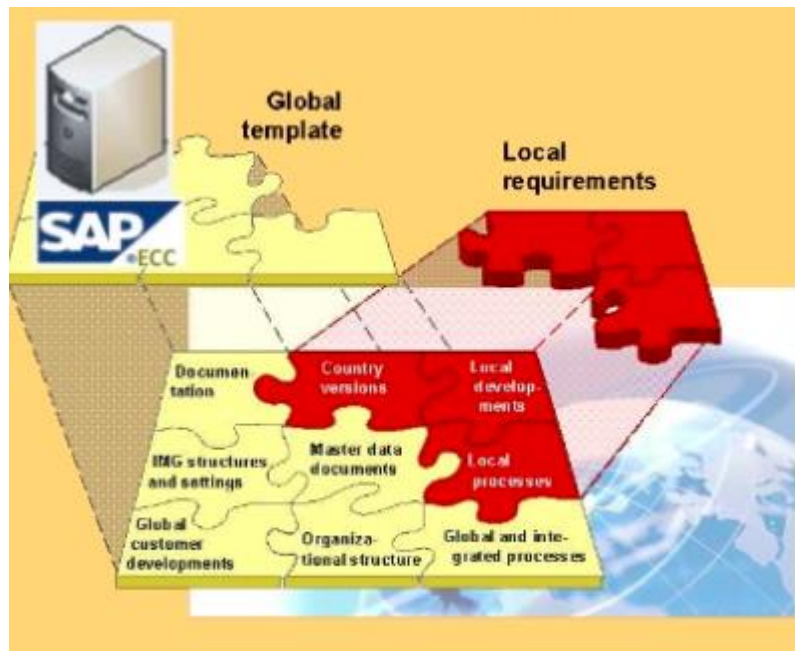 Global
template
Local
requirements
SAP
ECC
Documen
tation
Country
versions
Local
develop-
ments
IMG structures
and settings
Master data
documents
Local
processes
Global
customer
developments
Organiza-
tional structure
Global and inte-
grated processes